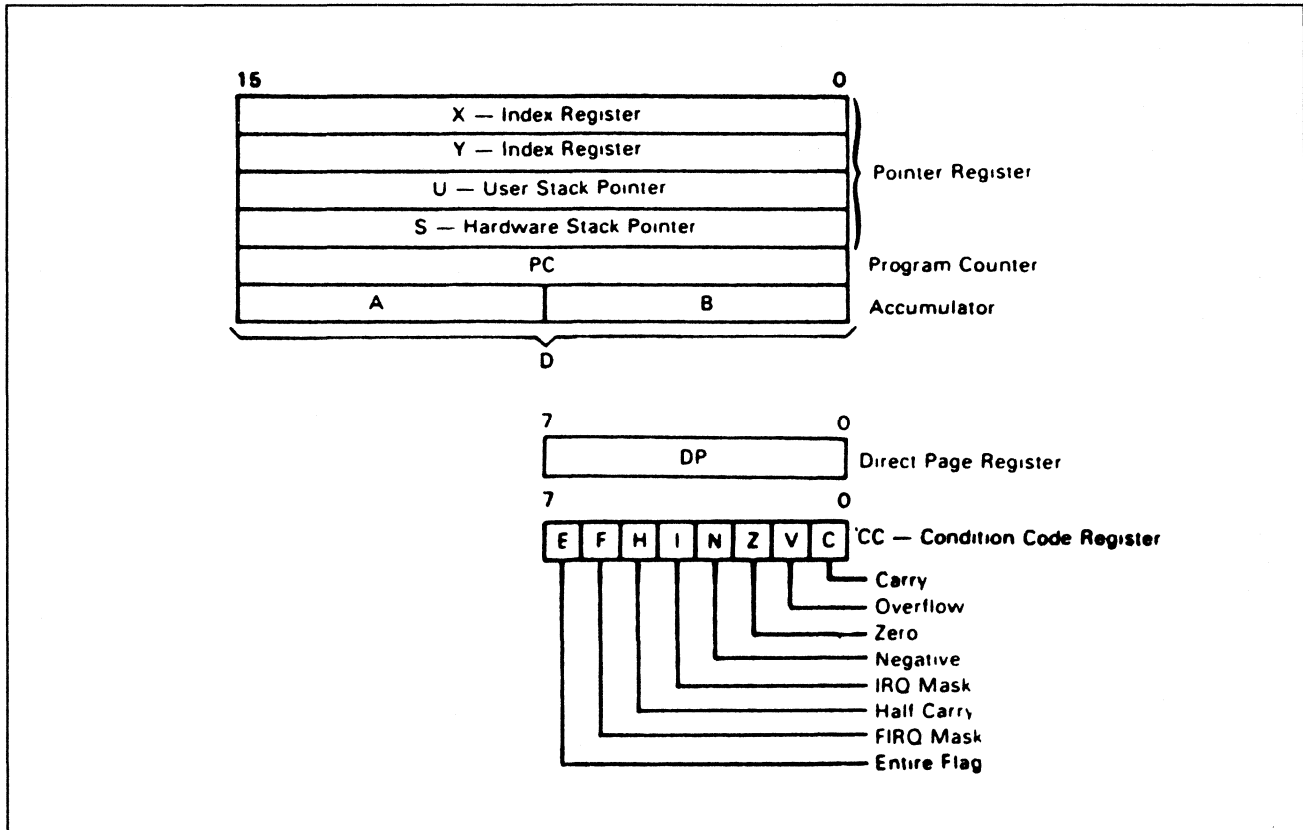 15 0
X — Index Register
Y — Index Register
U — User Stack Pointer
S — Hardware Stack Pointer
Pointer Register
PC
Program Counter
A B
Accumulator
D
7 0
DP
Direct Page Register
7 0
E F H I N Z V C
CC — Condition Code Register
Carry
Overflow
Zero
Negative
IRQ Mask
Half Carry
FIRQ Mask
Entire Flag